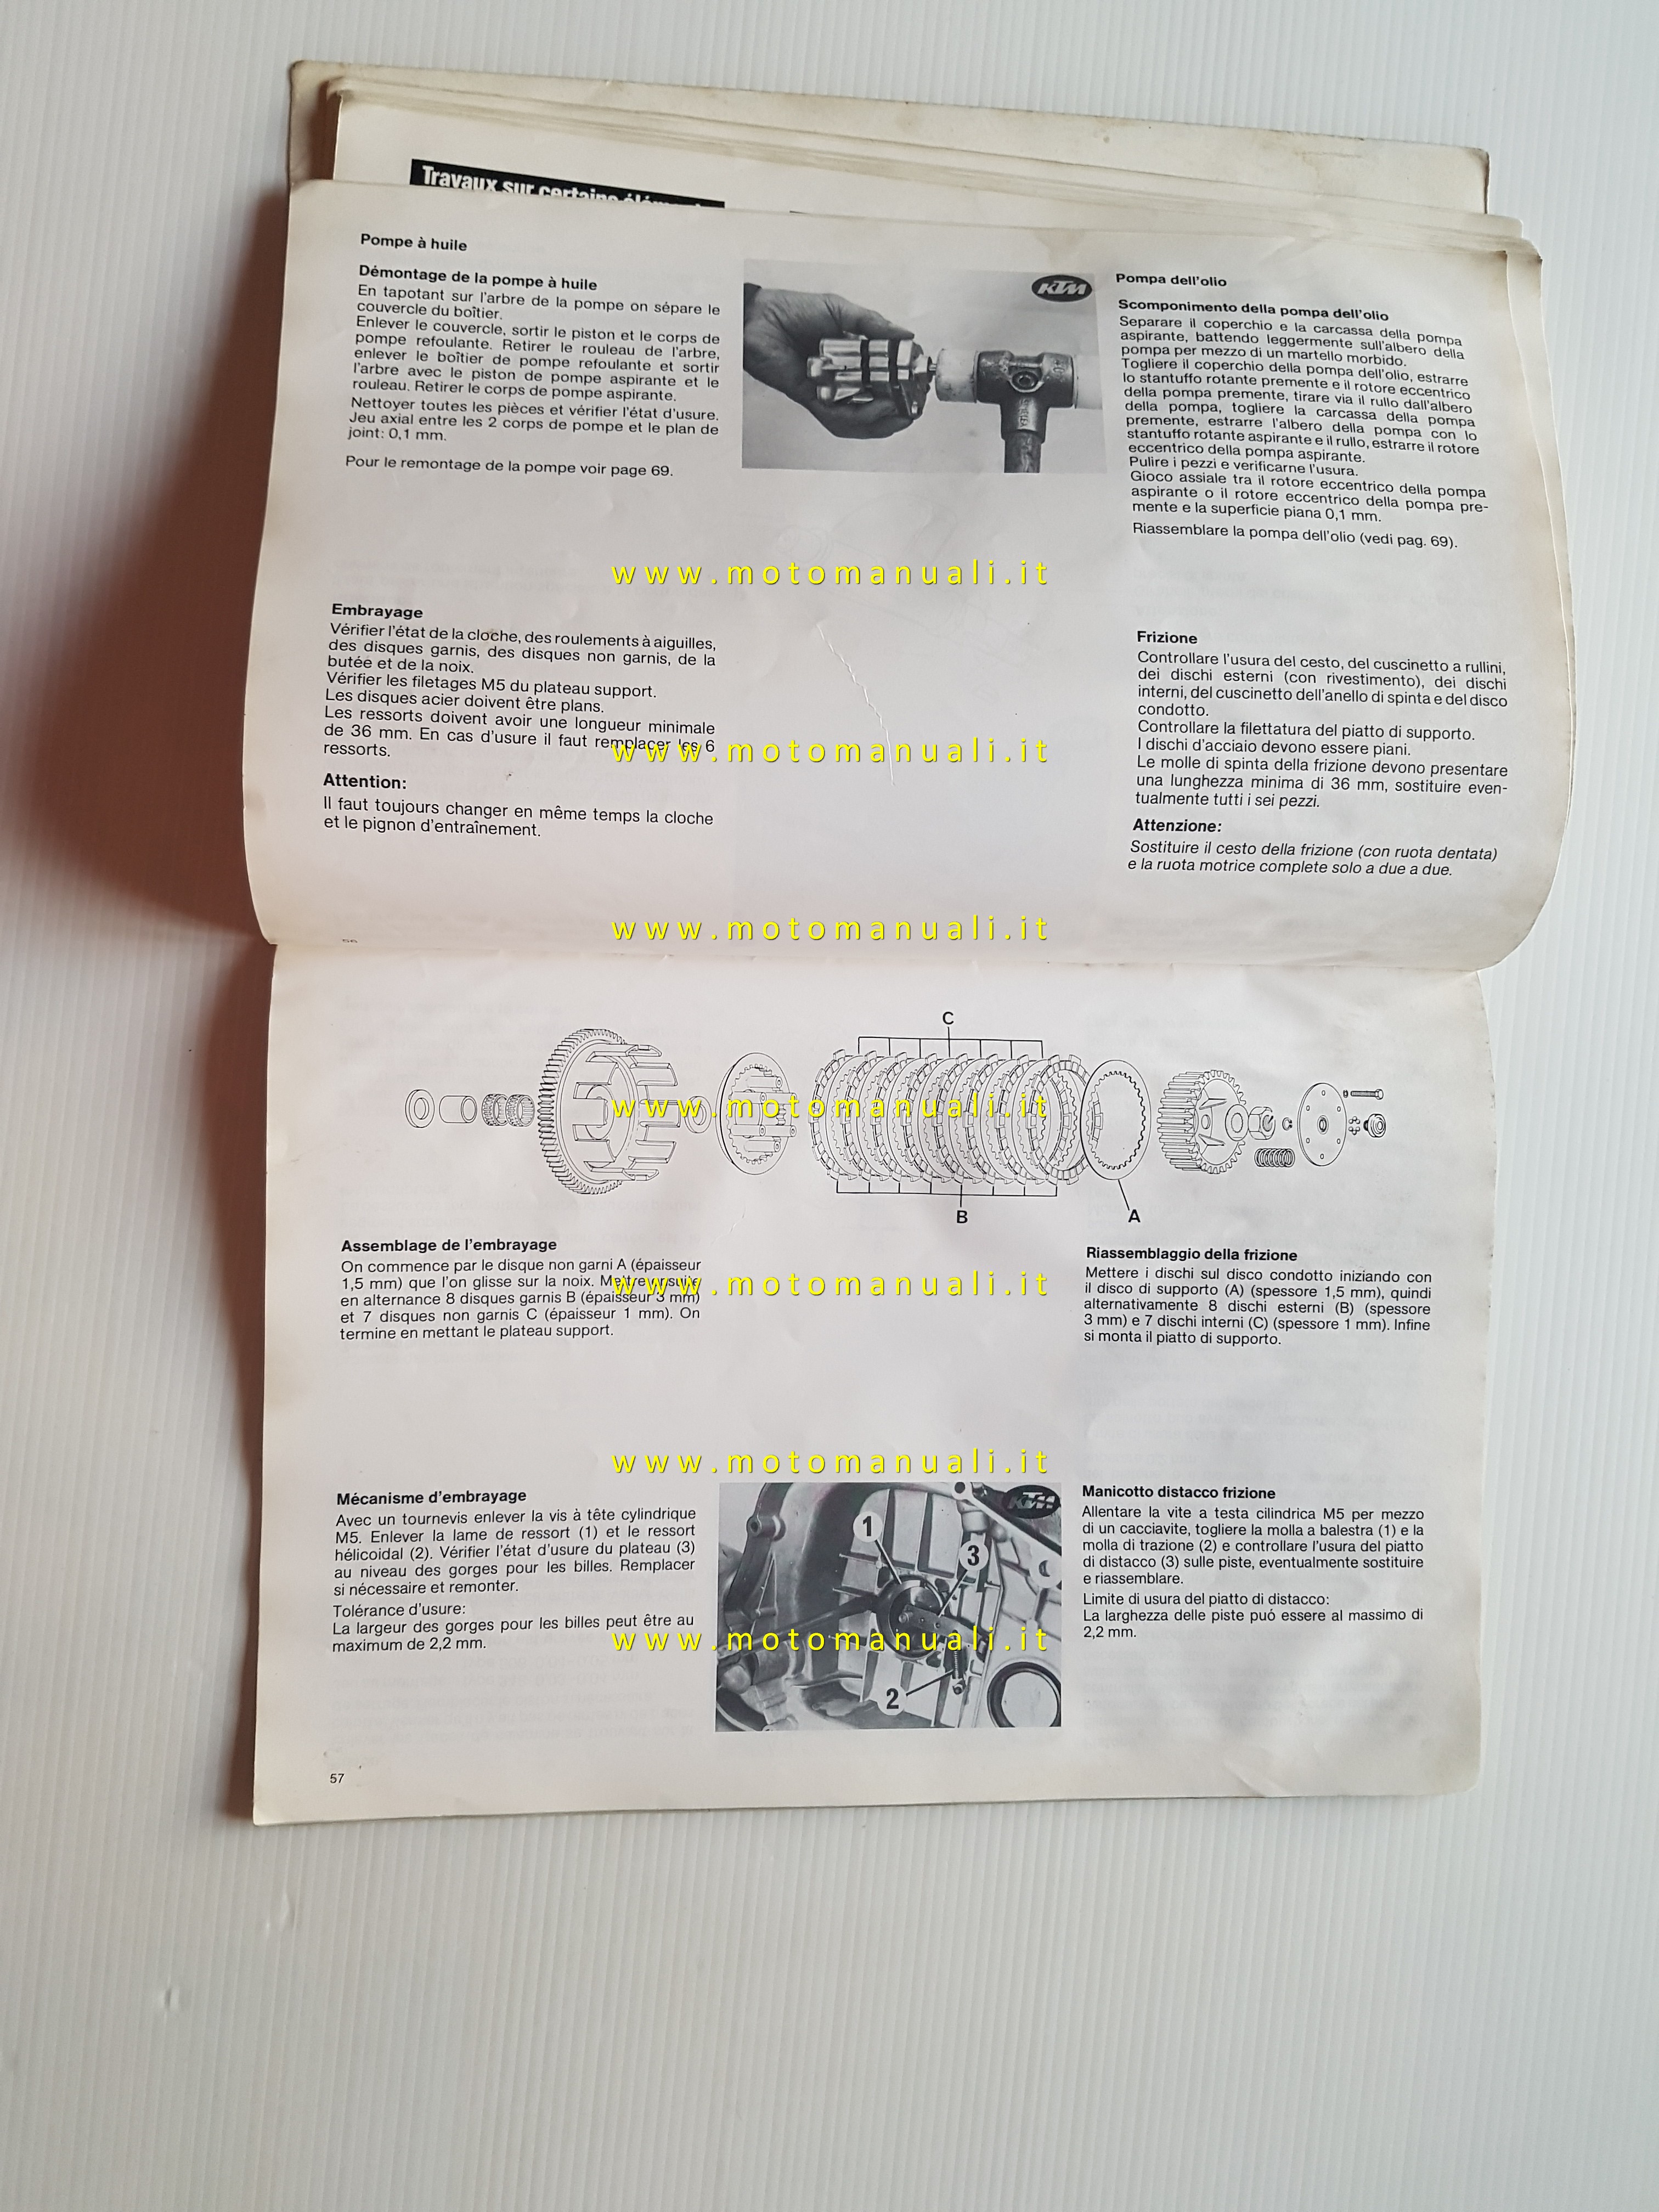 Travaux sur certains
Pompe à huile
Démontage de la pompe à huile
En tapotant sur l'arbre de la pompe on sépare le
couvercle du boîtier.
Enlever le couvercle, sortir le piston et le corps de
pompe refoulante. Retirer le rouleau de l'arbre,
enlever le boîtier de pompe refoulante et sortir
l'arbre avec le piston de pompe aspirante et le
rouleau. Retirer le corps de pompe aspirante.
Nettoyer toutes les pièces et vérifier l'état d'usure.
Jeu axial entre les 2 corps de pompe et le plan de
joint: 0,1 mm.
Pour le remontage de la pompe voir page 69.
KTM
Pompa dell'olio
Scomponimento della pompa dell'olio
Separare il coperchio e la carcassa della pompa
aspirante, battendo leggermente sull'albero della
pompa per mezzo di un martello morbido.
Togliere il coperchio della pompa dell'olio, estrarre
lo stantuffo rotante premente e il rotore eccentrico
della pompa premente, tirare via il rullo dall'albero
della pompa, togliere la carcassa della pompa
premente, estrarre l'albero della pompa con lo
stantuffo rotante aspirante e il rullo, estrarre il rotore
eccentrico della pompa aspirante.
Pulire i pezzi e verificarne l'usura.
Gioco assiale tra il rotore eccentrico della pompa
aspirante o il rotore eccentrico della pompa pre-
mente e la superficie piana 0,1 mm.
Riassemblare la pompa dell'olio (vedi pag. 69).
www.motomanuali.it
Embrayage
Vérifier l'état de la cloche, des roulements à aiguilles,
des disques garnis, des disques non garnis, de la
butée et de la noix.
Vérifier les filetages M5 du plateau support.
Les disques acier doivent être plans.
Les ressorts doivent avoir une longueur minimale
de 36 mm. En cas d'usure il faut remplacer les 6
ressorts.
Attention:
Il faut toujours changer en même temps la cloche
et le pignon d'entraînement.
www.motomanuali.it
Frizione
Controllare l'usura del cesto, del cuscinetto a rullini,
dei dischi esterni (con rivestimento), dei dischi
interni, del cuscinetto dell'anello di spinta e del disco
condotto.
Controllare la filettatura del piatto di supporto.
I dischi d'acciaio devono essere piani.
Le molle di spinta della frizione devono presentare
una lunghezza minima di 36 mm, sostituire even-
tualmente tutti i sei pezzi.
Attenzione:
Sostituire il cesto della frizione (con ruota dentata)
e la ruota motrice complete solo a due a due.
www.motomanuali.it
56
C
www.motomanuali.it
B
A
Assemblage de l'embrayage
On commence par le disque non garni A (épaisseur
1,5 mm) que l'on glisse sur la noix. Mettre ensuite
en alternance 8 disques garnis B (épaisseur 3 mm)
et 7 disques non garnis C (épaisseur 1 mm). On
termine en mettant le plateau support.
www.motomanuali.it
Riassemblaggio della frizione
Mettere i dischi sul disco condotto iniziando con
il disco di supporto (A) (spessore 1,5 mm), quindi
alternativamente 8 dischi esterni (B) (spessore
3 mm) e 7 dischi interni (C) (spessore 1 mm). Infine
si monta il piatto di supporto.
www.motomanuali.it
Mécanisme d'embrayage
Avec un tournevis enlever la vis à tête cylindrique
M5. Enlever la lame de ressort (1) et le ressort
hélicoidal (2). Vérifier l'état d'usure du plateau (3)
au niveau des gorges pour les billes. Remplacer
si nécessaire et remonter.
Tolérance d'usure:
La largeur des gorges pour les billes peut être au
maximum de 2,2 mm.
KTM
1
3
www.motomanuali.it
2
Manicotto distacco frizione
Allentare la vite a testa cilindrica M5 per mezzo
di un cacciavite, togliere la molla a balestra (1) e la
molla di trazione (2) e controllare l'usura del piatto
di distacco (3) sulle piste, eventualmente sostituire
e riassemblare.
Limite di usura del piatto di distacco:
La larghezza delle piste puó essere al massimo di
2,2 mm.
57